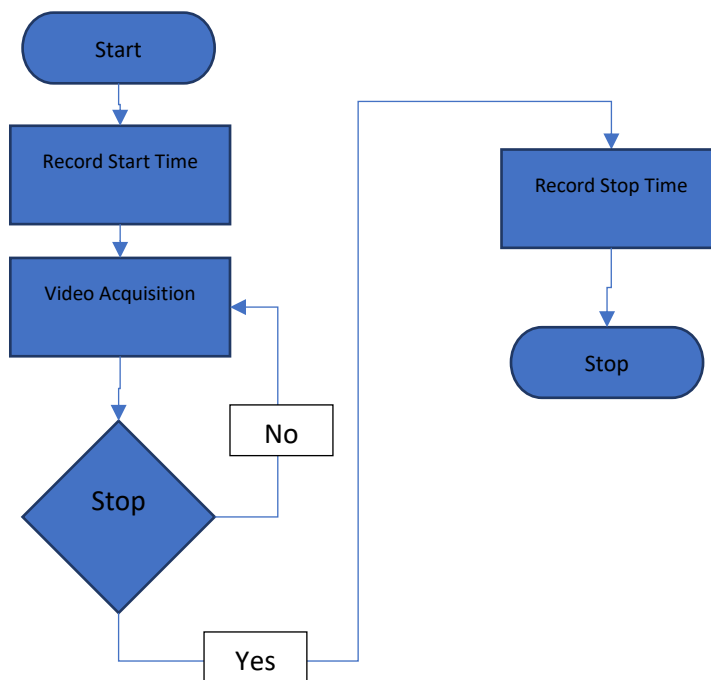 Start
Record Start Time
Video Acquisition
Stop
No
Yes
Record Stop Time
Stop